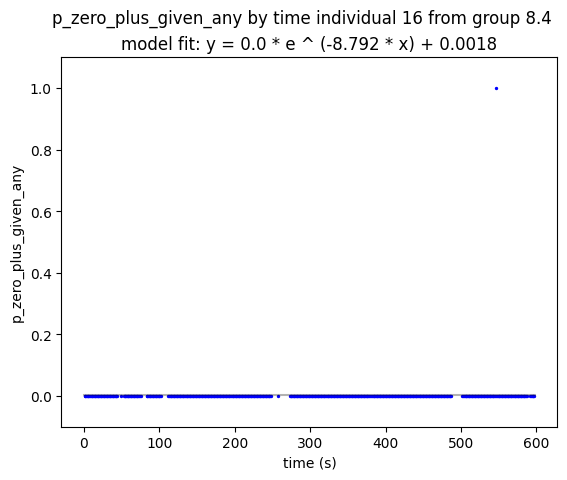 p_zero_plus_given_any by time individual 16 from group 8.4
model fit: y = 0.0 * e ^ (-8.792 * x) + 0.0018
1.0
0.8
0.6
0.4
0.2
0.0
p_zero_plus_given_any
0 100 200 300 400 500 600
time (s)